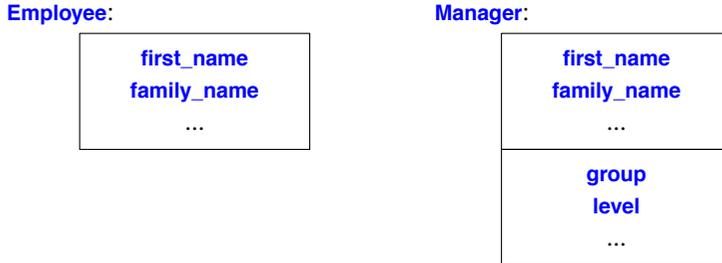 Employee:
first_name
family_name
...
Manager:
first_name
family_name
...
group
level
...